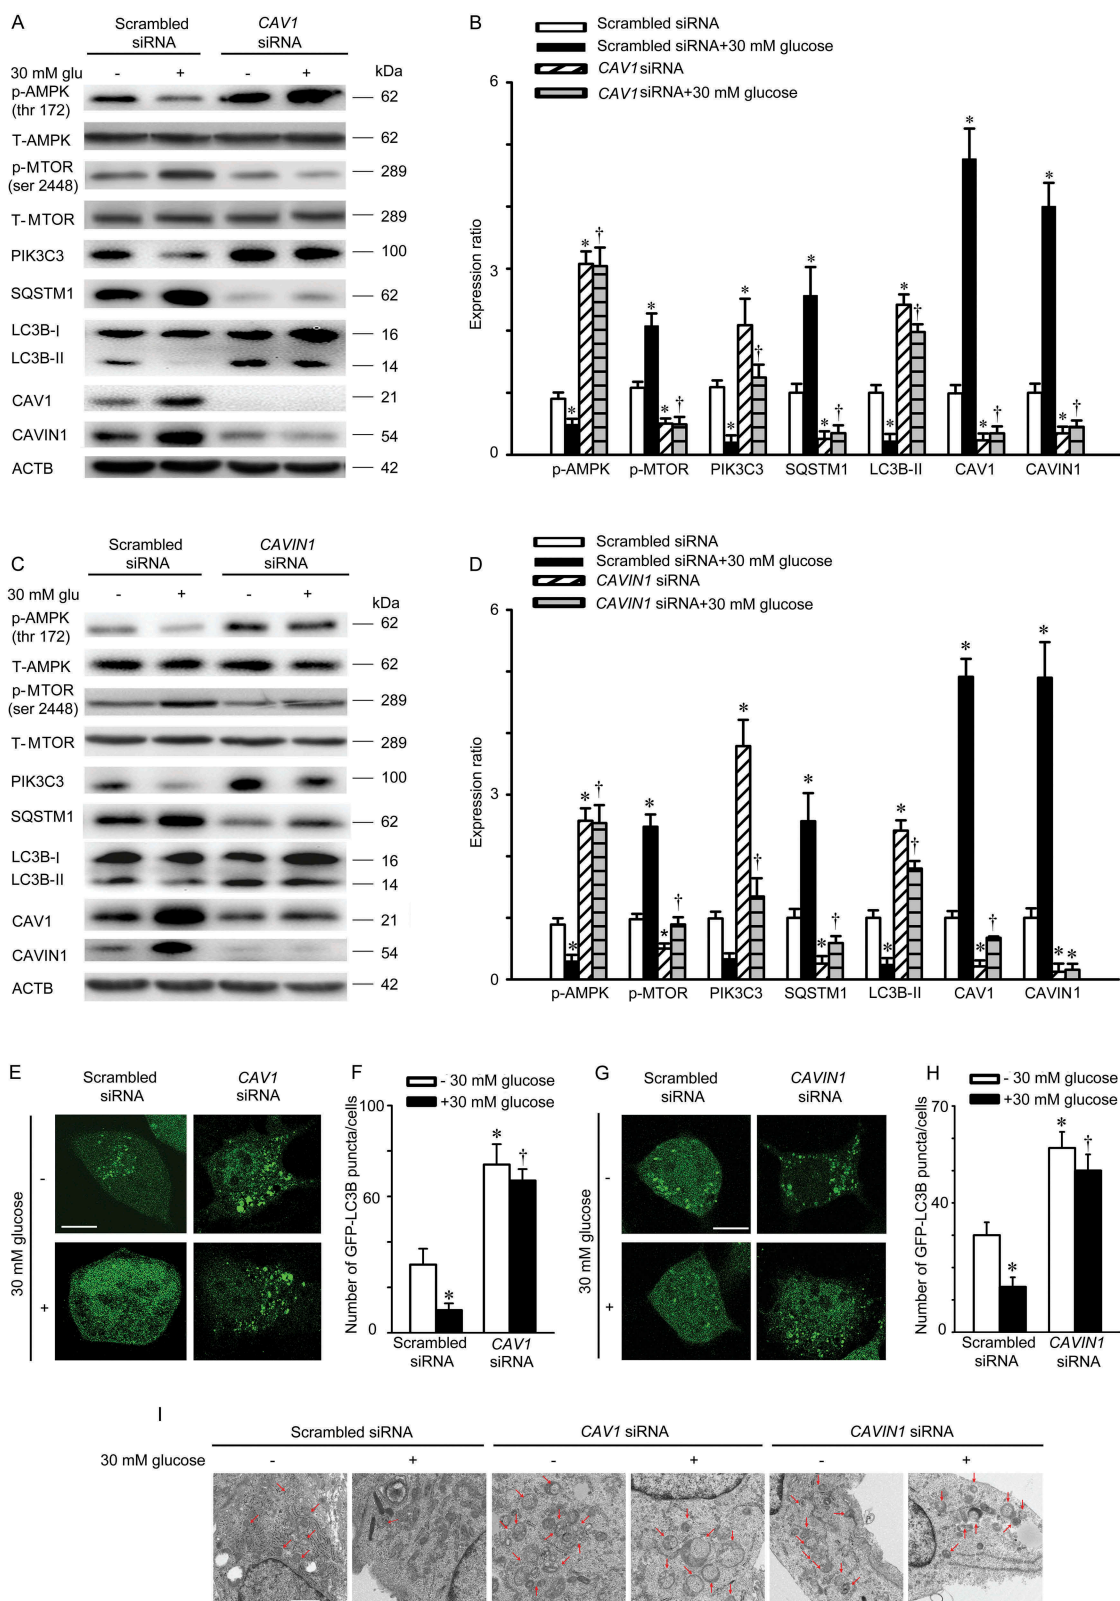 A
Scrambled siRNA
CAV1 siRNA
30 mM glu - + - + kDa
p-AMPK (thr 172) 62
T-AMPK 62
p-MTOR (ser 2448) 289
T-MTOR 289
PIK3C3 100
SQSTM1 62
LC3B-I 16
LC3B-II 14
CAV1 21
CAVIN1 54
ACTB 42
B
Scrambled siRNA
Scrambled siRNA+30 mM glucose
CAV1 siRNA
CAV1 siRNA+30 mM glucose
Expression ratio
6
3
0
* * † * * † * * † * * † * * † * * † * * †
p-AMPK p-MTOR PIK3C3 SQSTM1 LC3B-II CAV1 CAVIN1
C
Scrambled siRNA
CAVIN1 siRNA
30 mM glu - + - + kDa
p-AMPK (thr 172) 62
T-AMPK 62
p-MTOR (ser 2448) 289
T-MTOR 289
PIK3C3 100
SQSTM1 62
LC3B-I 16
LC3B-II 14
CAV1 21
CAVIN1 54
ACTB 42
D
Scrambled siRNA
Scrambled siRNA+30 mM glucose
CAVIN1 siRNA
CAVIN1 siRNA+30 mM glucose
Expression ratio
6
3
0
* * † * * † * † * * † * * † * * † * * *
p-AMPK p-MTOR PIK3C3 SQSTM1 LC3B-II CAV1 CAVIN1
E
Scrambled siRNA
CAV1 siRNA
30 mM glucose
-
+
F
- 30 mM glucose
+30 mM glucose
Number of GFP-LC3B puncta/cells
100
60
0
* * †
Scrambled siRNA
CAV1 siRNA
G
Scrambled siRNA
CAVIN1 siRNA
30 mM glucose
-
+
H
- 30 mM glucose
+30 mM glucose
Number of GFP-LC3B puncta/cells
70
40
0
* * †
Scrambled siRNA
CAVIN1 siRNA
I
Scrambled siRNA CAV1 siRNA CAVIN1 siRNA
30 mM glucose - + - + - +